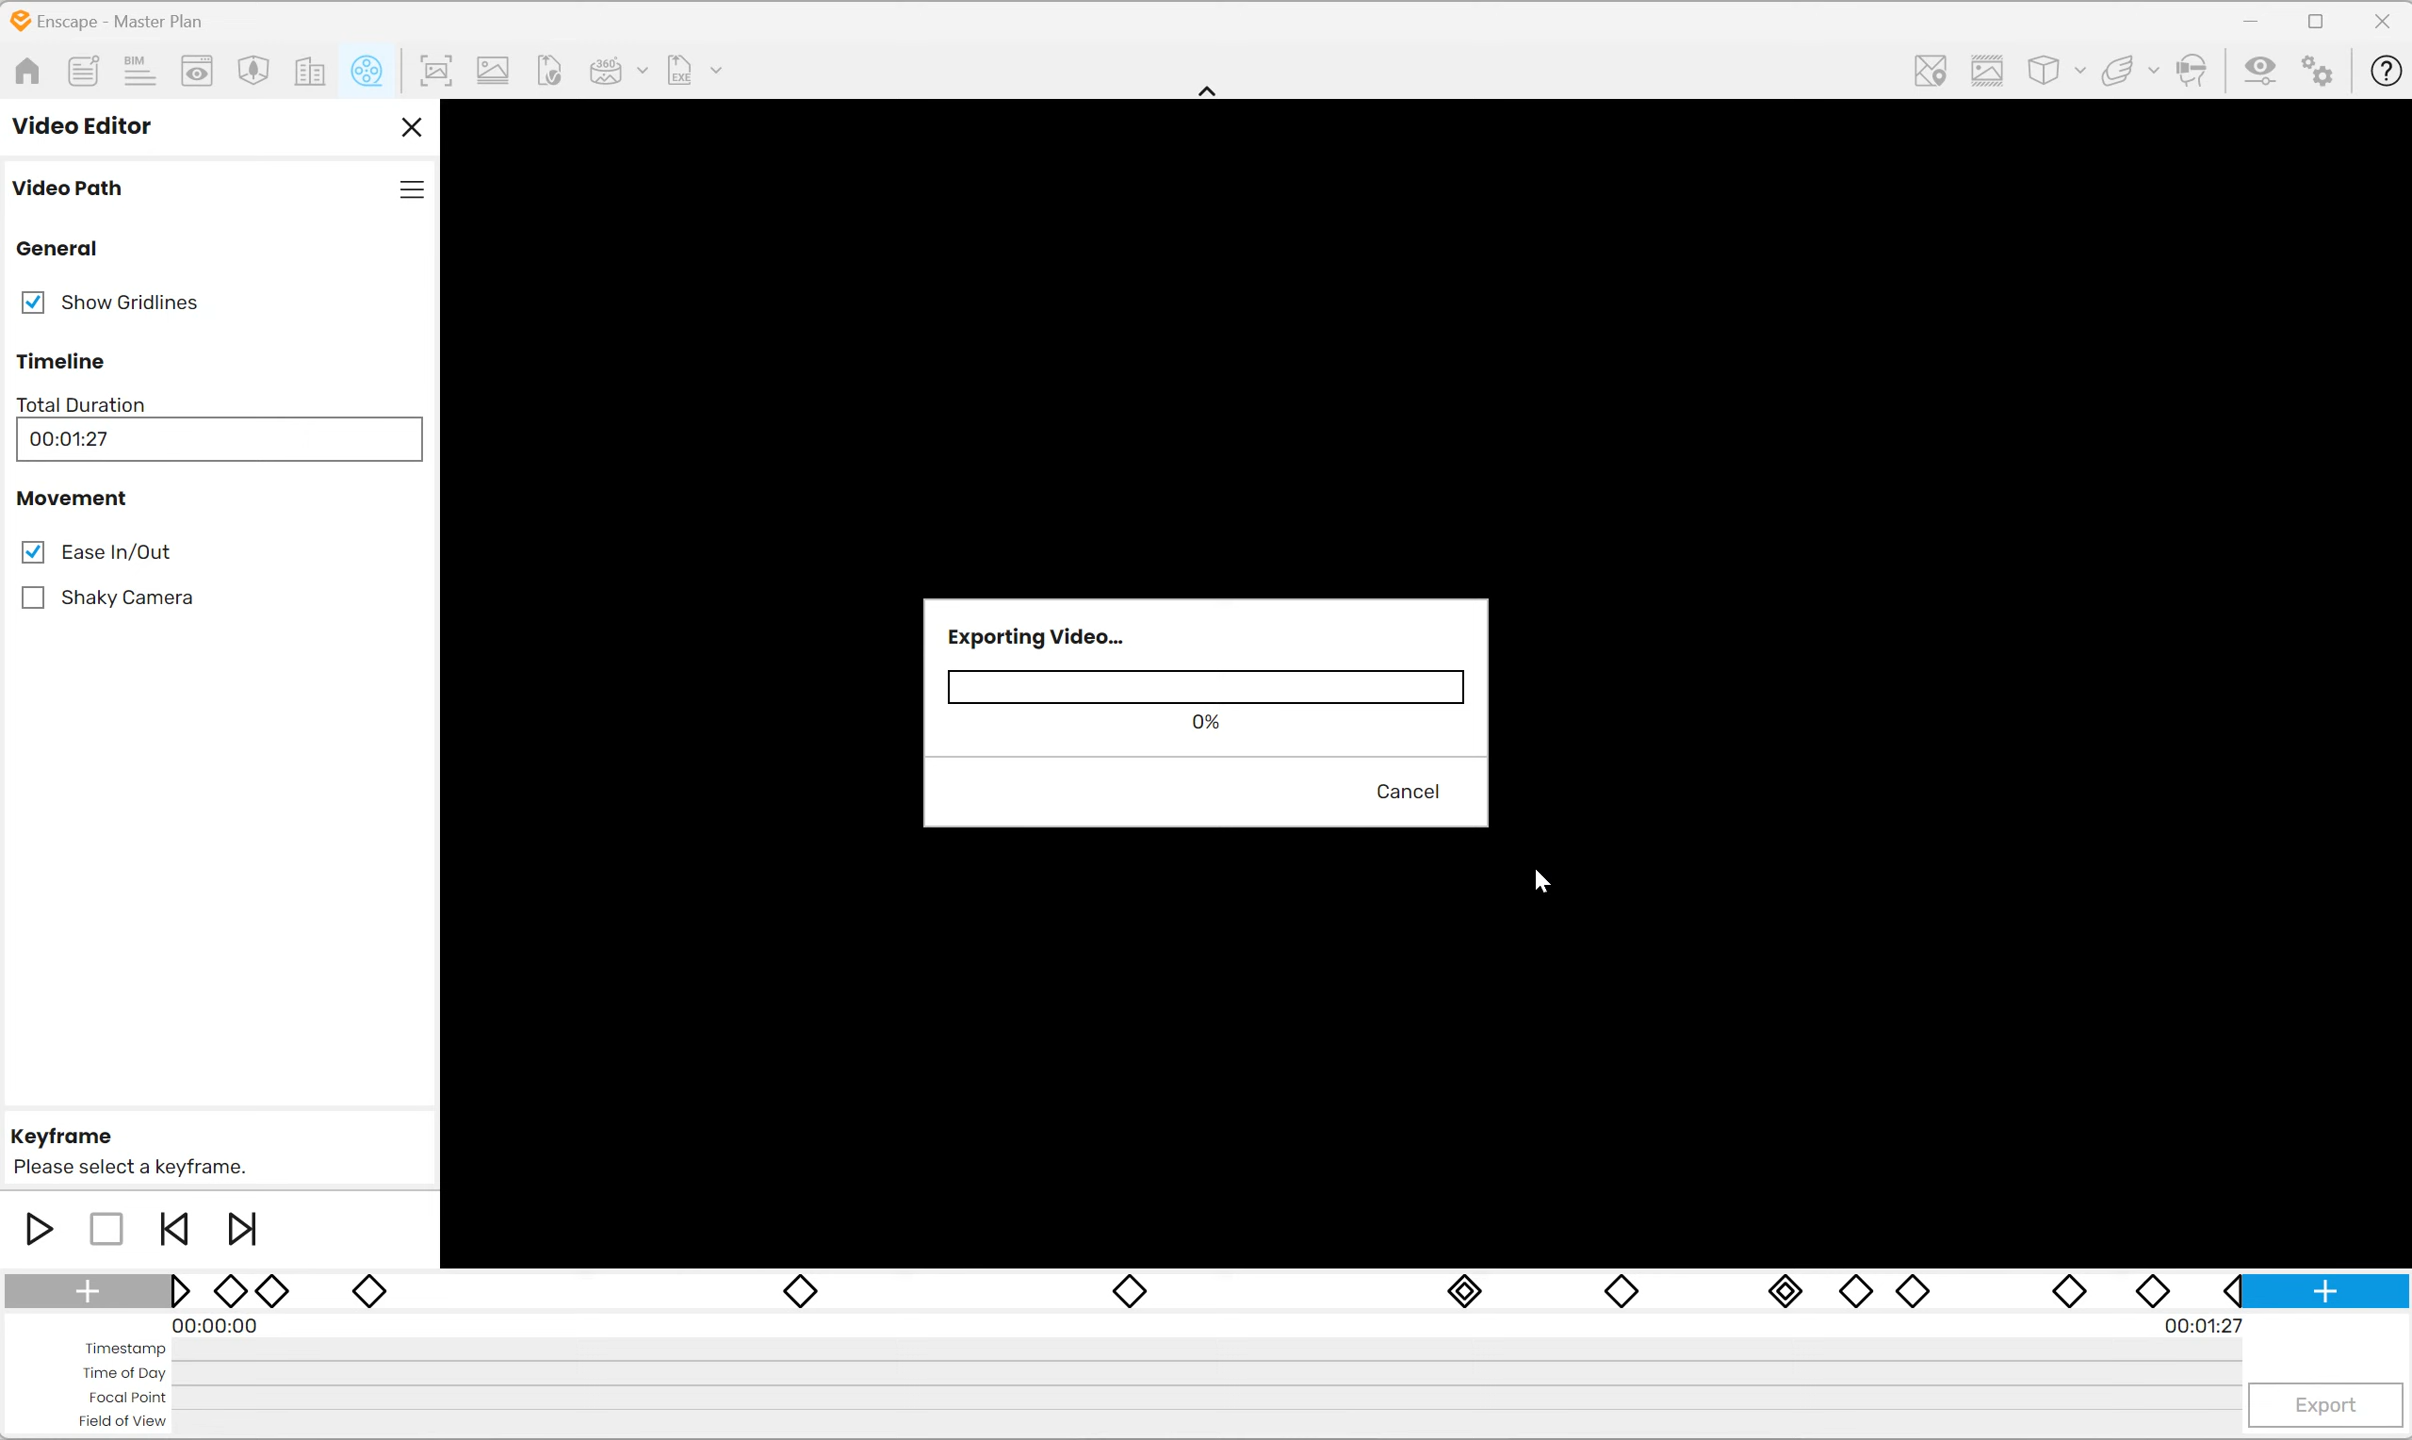 Enscape - Master Plan
BIM
360°
EXE
Video Editor
Video Path
General
Show Gridlines
Timeline
Total Duration
00:01:27
Movement
Ease In/Out
Shaky Camera
Exporting Video...
0%
Cancel
Keyframe
Please select a keyframe.
00:00:00
00:01:27
Timestamp
Time of Day
Focal Point
Field of View
Export